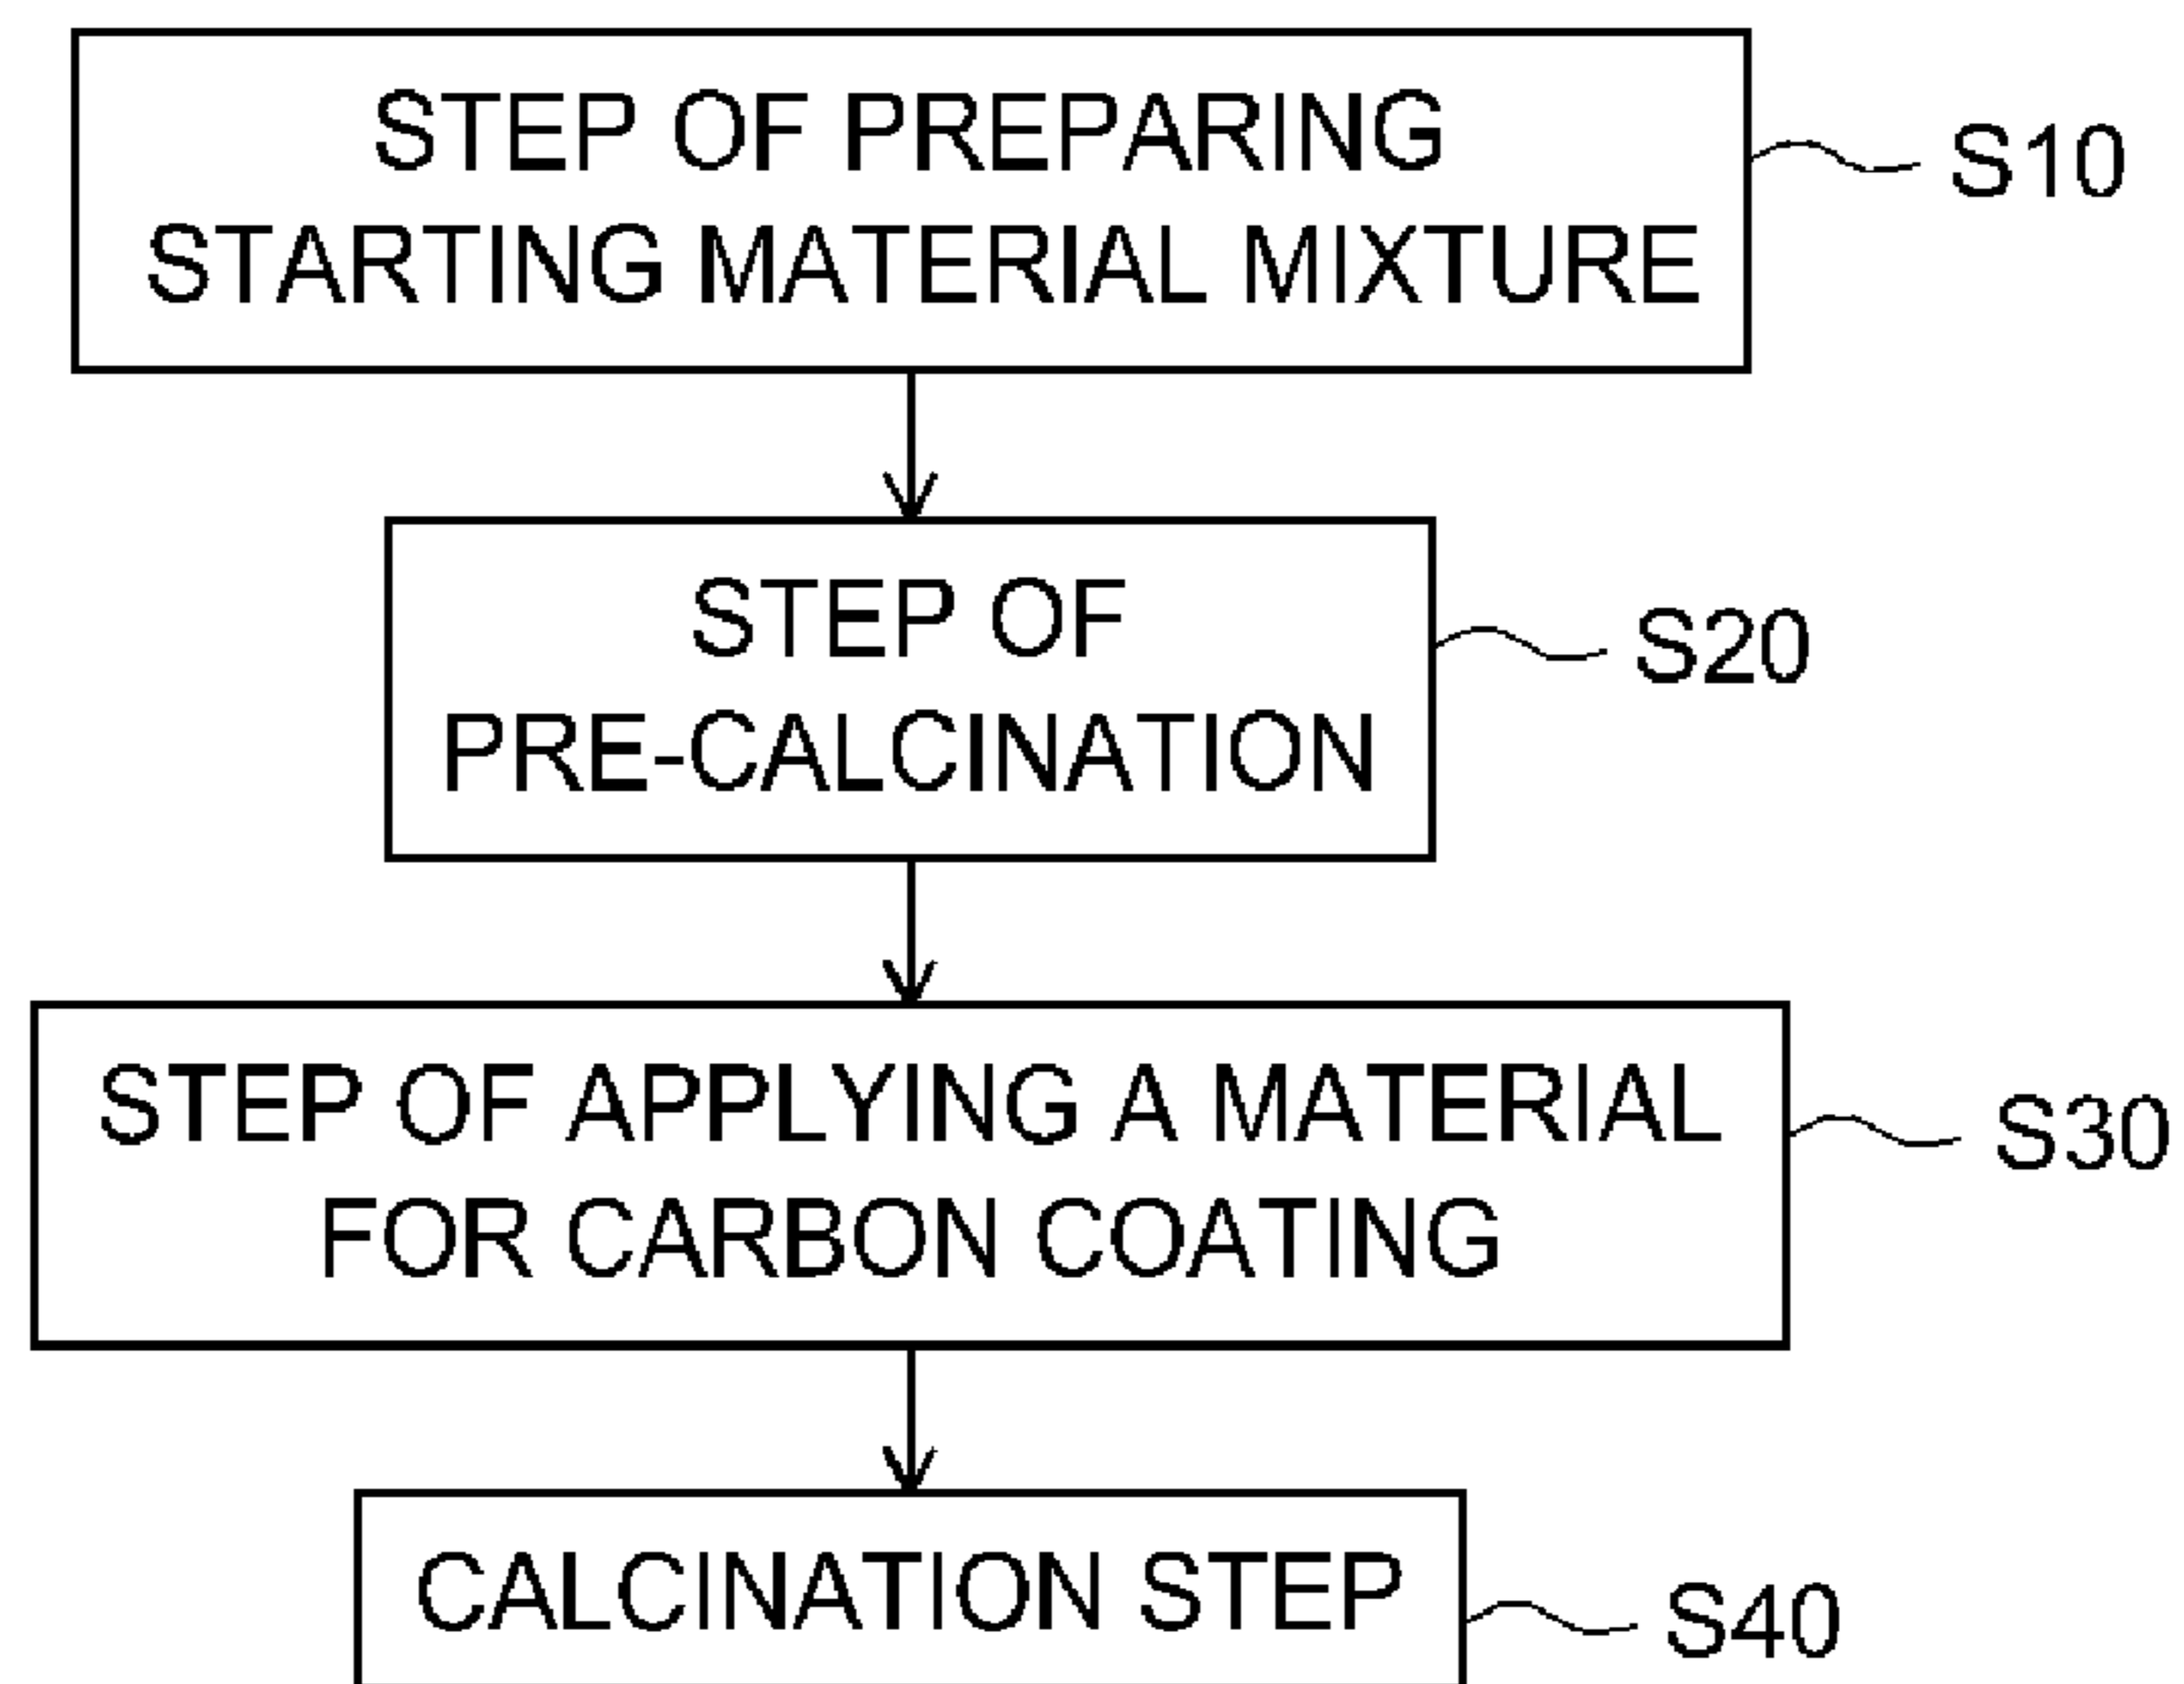 STEP OF PREPARING
STARTING MATERIAL MIXTURE
S10
STEP OF
PRE-CALCINATION
S20
STEP OF APPLYING A MATERIAL
FOR CARBON COATING
S30
CALCINATION STEP
S40